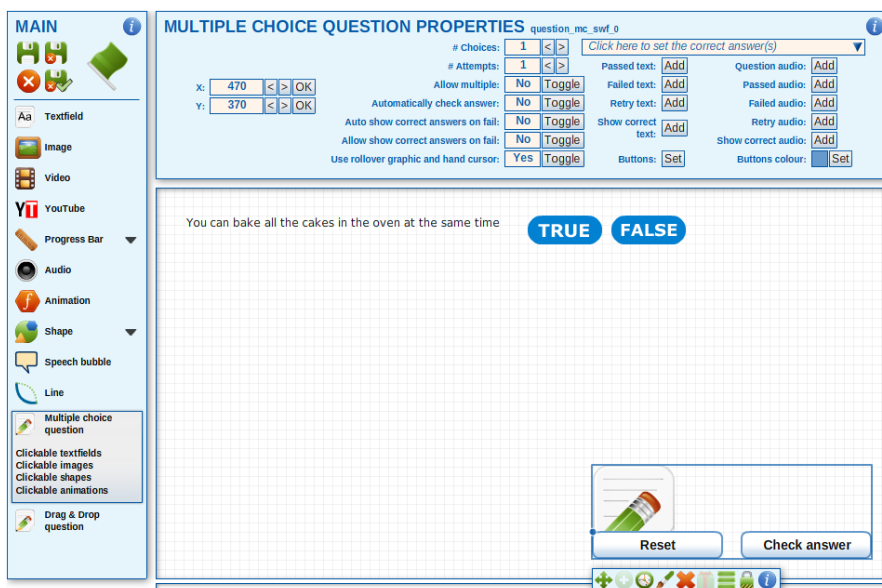 MAIN
Aa Textfield
Image
Video
YT YouTube
Progress Bar
Audio
Animation
Shape
Speech bubble
Line
Multiple choice
question
Clickable textfields
Clickable images
Clickable shapes
Clickable animations
Drag & Drop
question
MULTIPLE CHOICE QUESTION PROPERTIES question_mc_swf_0
X: 470 < > OK
Y: 370 < > OK
# Choices: 1 < >
# Attempts: 1 < >
Allow multiple: No Toggle
Automatically check answer: No Toggle
Auto show correct answers on fail: No Toggle
Allow show correct answers on fail: No Toggle
Use rollover graphic and hand cursor: Yes Toggle
Click here to set the correct answer(s)
Passed text: Add
Failed text: Add
Retry text: Add
Show correct
text: Add
Buttons: Set
Question audio: Add
Passed audio: Add
Failed audio: Add
Retry audio: Add
Show correct audio: Add
Buttons colour: Set
You can bake all the cakes in the oven at the same time TRUE FALSE
Reset Check answer